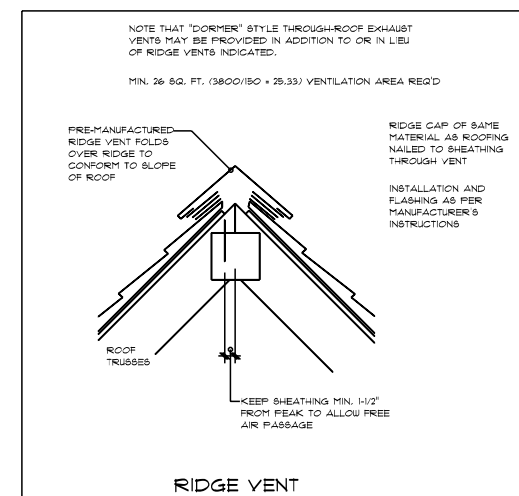 NOTE THAT "DORMER" STYLE THROUGH-ROOF EXHAUST
VENTS MAY BE PROVIDED IN ADDITION TO OR IN LIEU
OF RIDGE VENTS INDICATED.
MIN. 26 SQ. FT. (3800/150 = 25.33) VENTILATION AREA REQ'D
PRE-MANUFACTURED
RIDGE VENT FOLDS
OVER RIDGE TO
CONFORM TO SLOPE
OF ROOF
RIDGE CAP OF SAME
MATERIAL AS ROOFING
NAILED TO SHEATHING
THROUGH VENT
INSTALLATION AND
FLASHING AS PER
MANUFACTURER'S
INSTRUCTIONS
ROOF
TRUSSES
KEEP SHEATHING MIN. 1-1/2"
FROM PEAK TO ALLOW FREE
AIR PASSAGE
RIDGE VENT